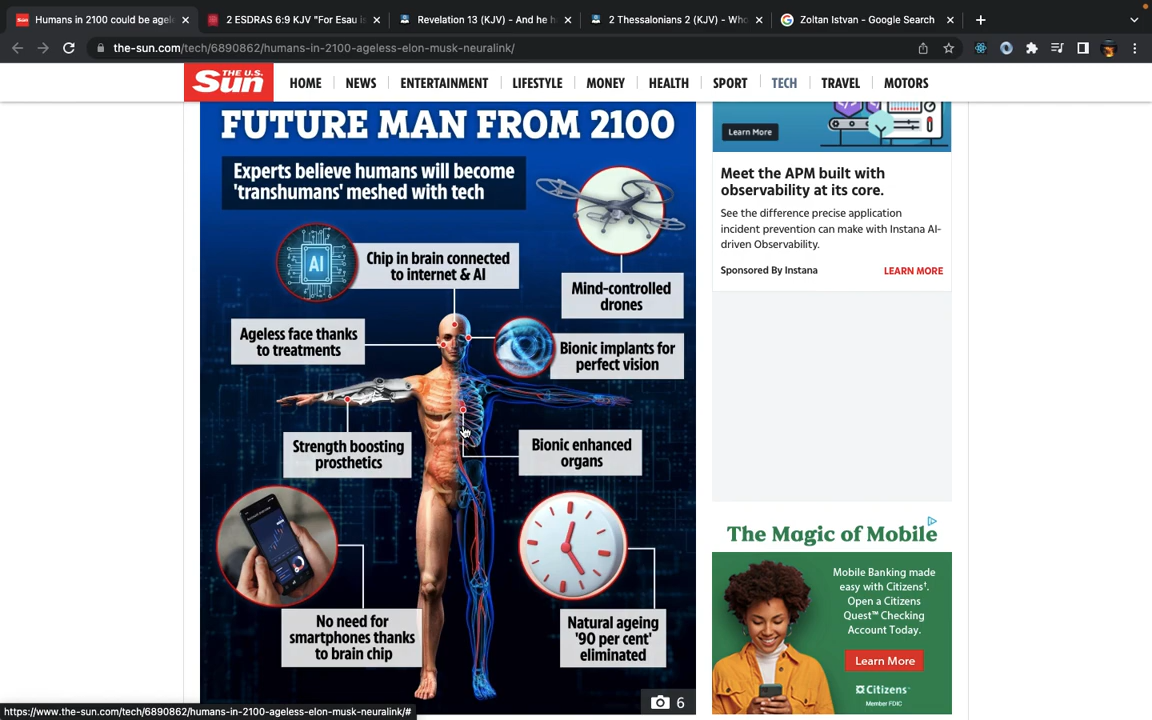 Humans in 2100 could be agel
2 ESDRAS 6:9 KJV "For Esau is
Revelation 13 (KJV) - And he h
2 Thessalonians 2 (KJV) - Who
Zoltan Istvan - Google Search
the-sun.com/tech/6890862/humans-in-2100-ageless-elon-musk-neuralink/
THE U.S.
Sun
HOME
NEWS
ENTERTAINMENT
LIFESTYLE
MONEY
HEALTH
SPORT
TECH
TRAVEL
MOTORS
FUTURE MAN FROM 2100
Experts believe humans will become
'transhumans' meshed with tech
AI
Chip in brain connected
to internet & AI
Mind-controlled
drones
Ageless face thanks
to treatments
Bionic implants for
perfect vision
Strength boosting
prosthetics
Bionic enhanced
organs
No need for
smartphones thanks
to brain chip
Natural ageing
'90 per cent'
eliminated
6
Learn More
Meet the APM built with
observability at its core.
See the difference precise application
incident prevention can make with Instana AI-
driven Observability.
Sponsored By Instana
LEARN MORE
The Magic of Mobile
Mobile Banking made
easy with Citizens†.
Open a Citizens
Quest™ Checking
Account Today.
Learn More
Citizens
Member FDIC
https://www.the-sun.com/tech/6890862/humans-in-2100-ageless-elon-musk-neuralink/#